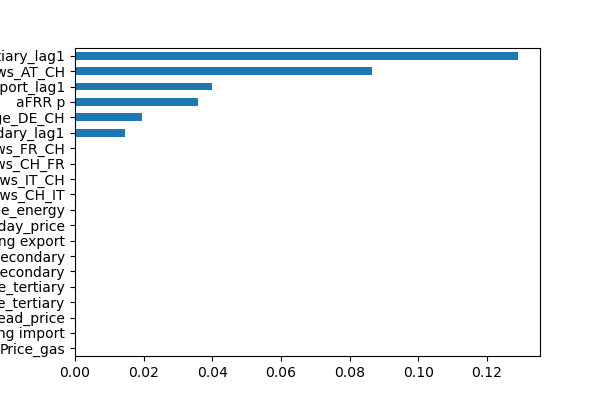 iary_lag1
ws_AT_CH
port_lag1
aFRR p
ge_DE_CH
dary_lag1
ws_FR_CH
ws_CH_FR
ws_IT_CH
ws_CH_IT
e_energy
day_price
ng export
econdary
econdary
e_tertiary
e_tertiary
ead_price
ng import
Price_gas
0.00 0.02 0.04 0.06 0.08 0.10 0.12